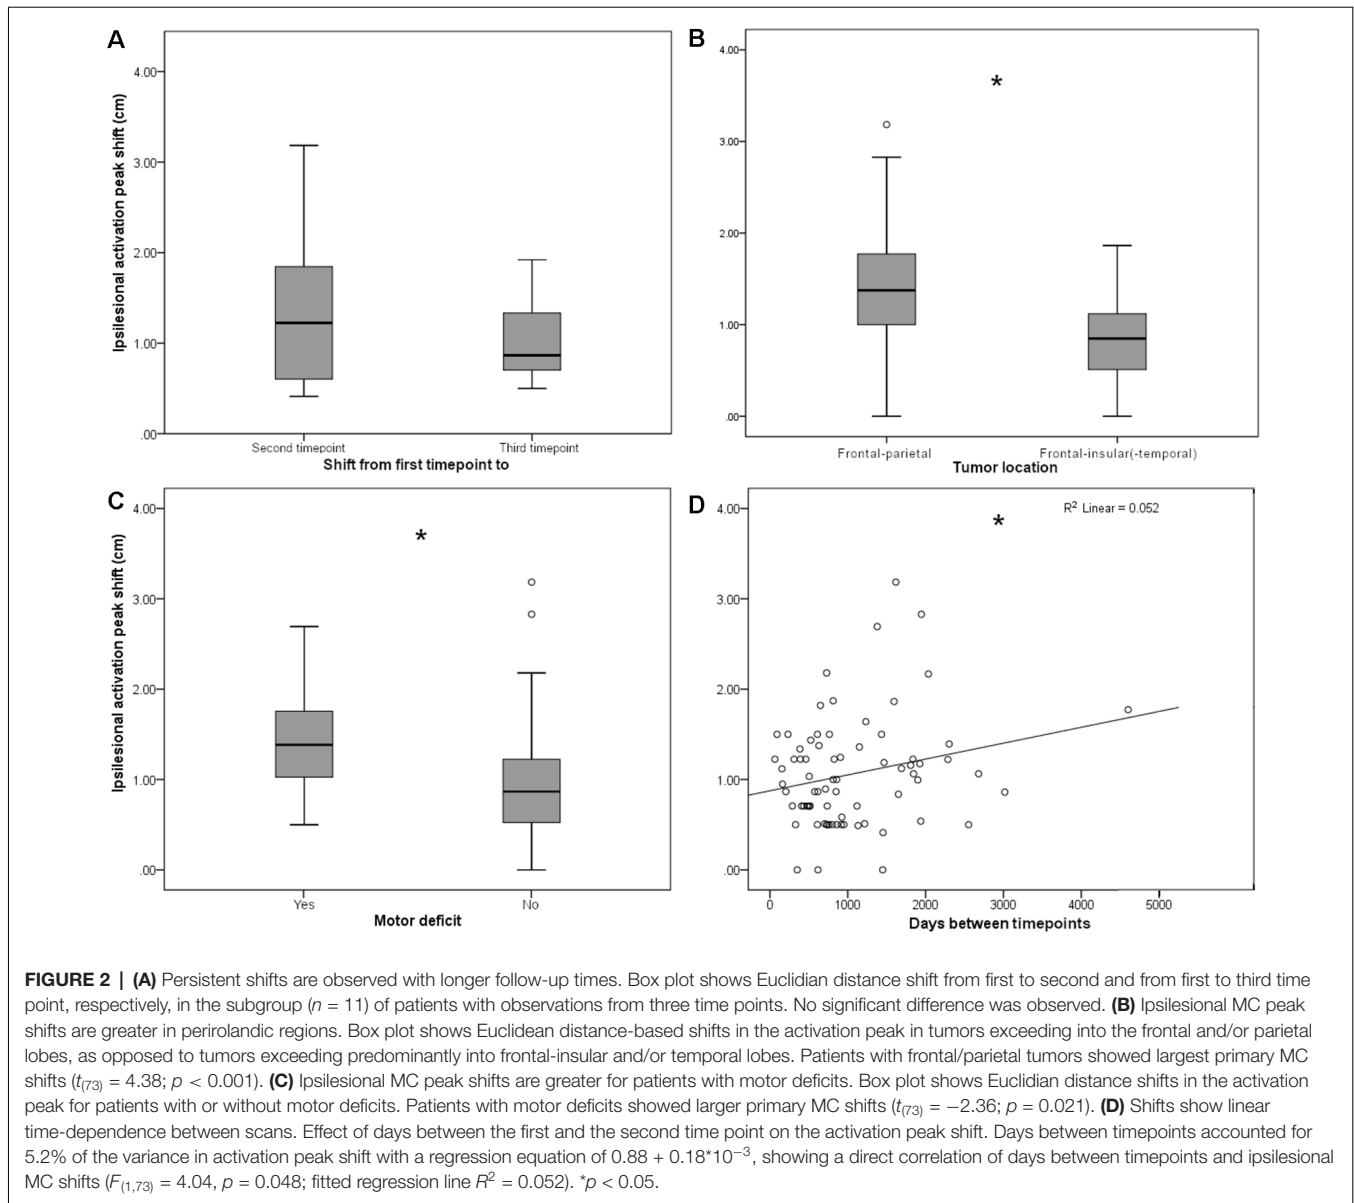 A
Ipsilesional activation peak shift (cm)
4.00
3.00
2.00
1.00
.00
Second timepoint
Third timepoint
Shift from first timepoint to
B
*
4.00
3.00
2.00
1.00
.00
Frontal-parietal
Frontal-insular(-temporal)
Tumor location
C
*
Ipsilesional activation peak shift (cm)
4.00
3.00
2.00
1.00
.00
Yes
No
Motor deficit
D
*
R² Linear = 0.052
4.00
3.00
2.00
1.00
.00
0
1000
2000
3000
4000
5000
Days between timepoints
FIGURE 2 | (A) Persistent shifts are observed with longer follow-up times. Box plot shows Euclidian distance shift from first to second and from first to third time
point, respectively, in the subgroup (n = 11) of patients with observations from three time points. No significant difference was observed. (B) Ipsilesional MC peak
shifts are greater in perirolandic regions. Box plot shows Euclidean distance-based shifts in the activation peak in tumors exceeding into the frontal and/or parietal
lobes, as opposed to tumors exceeding predominantly into frontal-insular and/or temporal lobes. Patients with frontal/parietal tumors showed largest primary MC
shifts (t(73) = 4.38; p < 0.001). (C) Ipsilesional MC peak shifts are greater for patients with motor deficits. Box plot shows Euclidian distance shifts in the activation
peak for patients with or without motor deficits. Patients with motor deficits showed larger primary MC shifts (t(73) = −2.36; p = 0.021). (D) Shifts show linear
time-dependence between scans. Effect of days between the first and the second time point on the activation peak shift. Days between timepoints accounted for
5.2% of the variance in activation peak shift with a regression equation of 0.88 + 0.18*10⁻³, showing a direct correlation of days between timepoints and ipsilesional
MC shifts (F(1,73) = 4.04, p = 0.048; fitted regression line R² = 0.052). *p < 0.05.